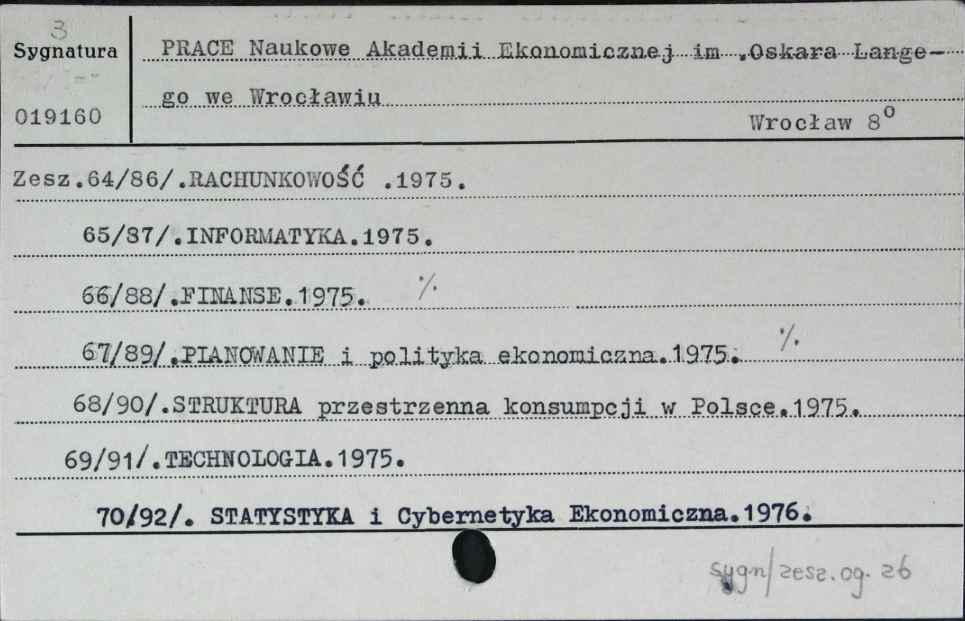 3
Sygnatura
PRACE Naukowe Akademii Ekonomicznej im .Oskara Lange-
go we Wrocławiu
019160
Wrocław 8°
Zesz.64/86/.RACHUNKOWOŚĆ .1975.
65/87/.INFORMATYKA.1975.
66/88/.FINANSE.1975. ./.
67/89/.PLANOWANIE i polityka ekonomiczna.1975. ./.
68/90/.STRUKTURA przestrzenna konsumpcji w Polsce.1975.
69/91/.TECHNOLOGIA.1975.
70/92/. STATYSTYKA i Cybernetyka Ekonomiczna.1976.
sygn/zesz.og. 26